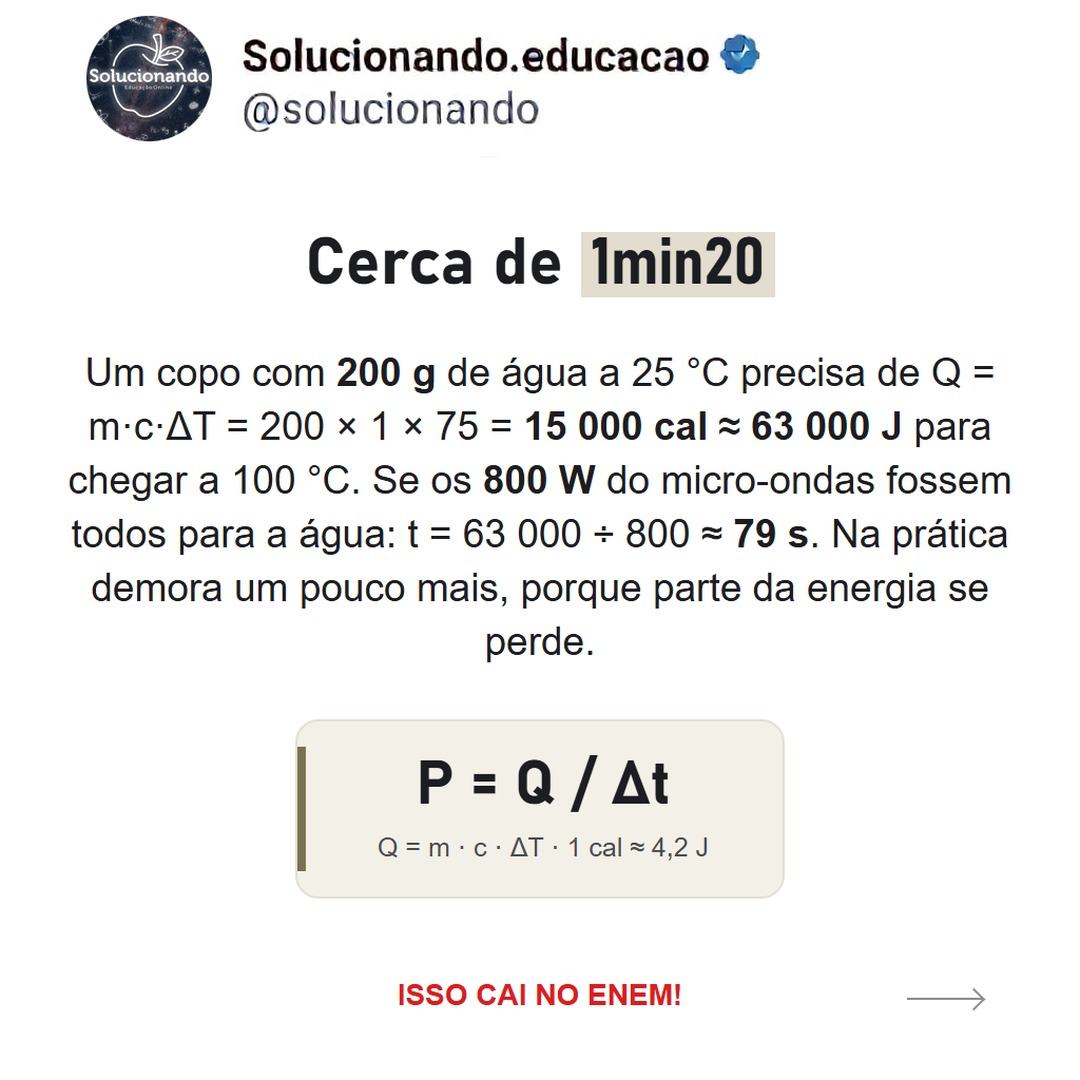 Solucionando
Educação Online
Solucionando.educacao
@solucionando
Cerca de 1min20
Um copo com 200 g de água a 25 °C precisa de Q =
m·c·ΔT = 200 × 1 × 75 = 15 000 cal ≈ 63 000 J para
chegar a 100 °C. Se os 800 W do micro-ondas fossem
todos para a água: t = 63 000 ÷ 800 ≈ 79 s. Na prática
demora um pouco mais, porque parte da energia se
perde.
P = Q / Δt
Q = m · c · ΔT · 1 cal ≈ 4,2 J
ISSO CAI NO ENEM!